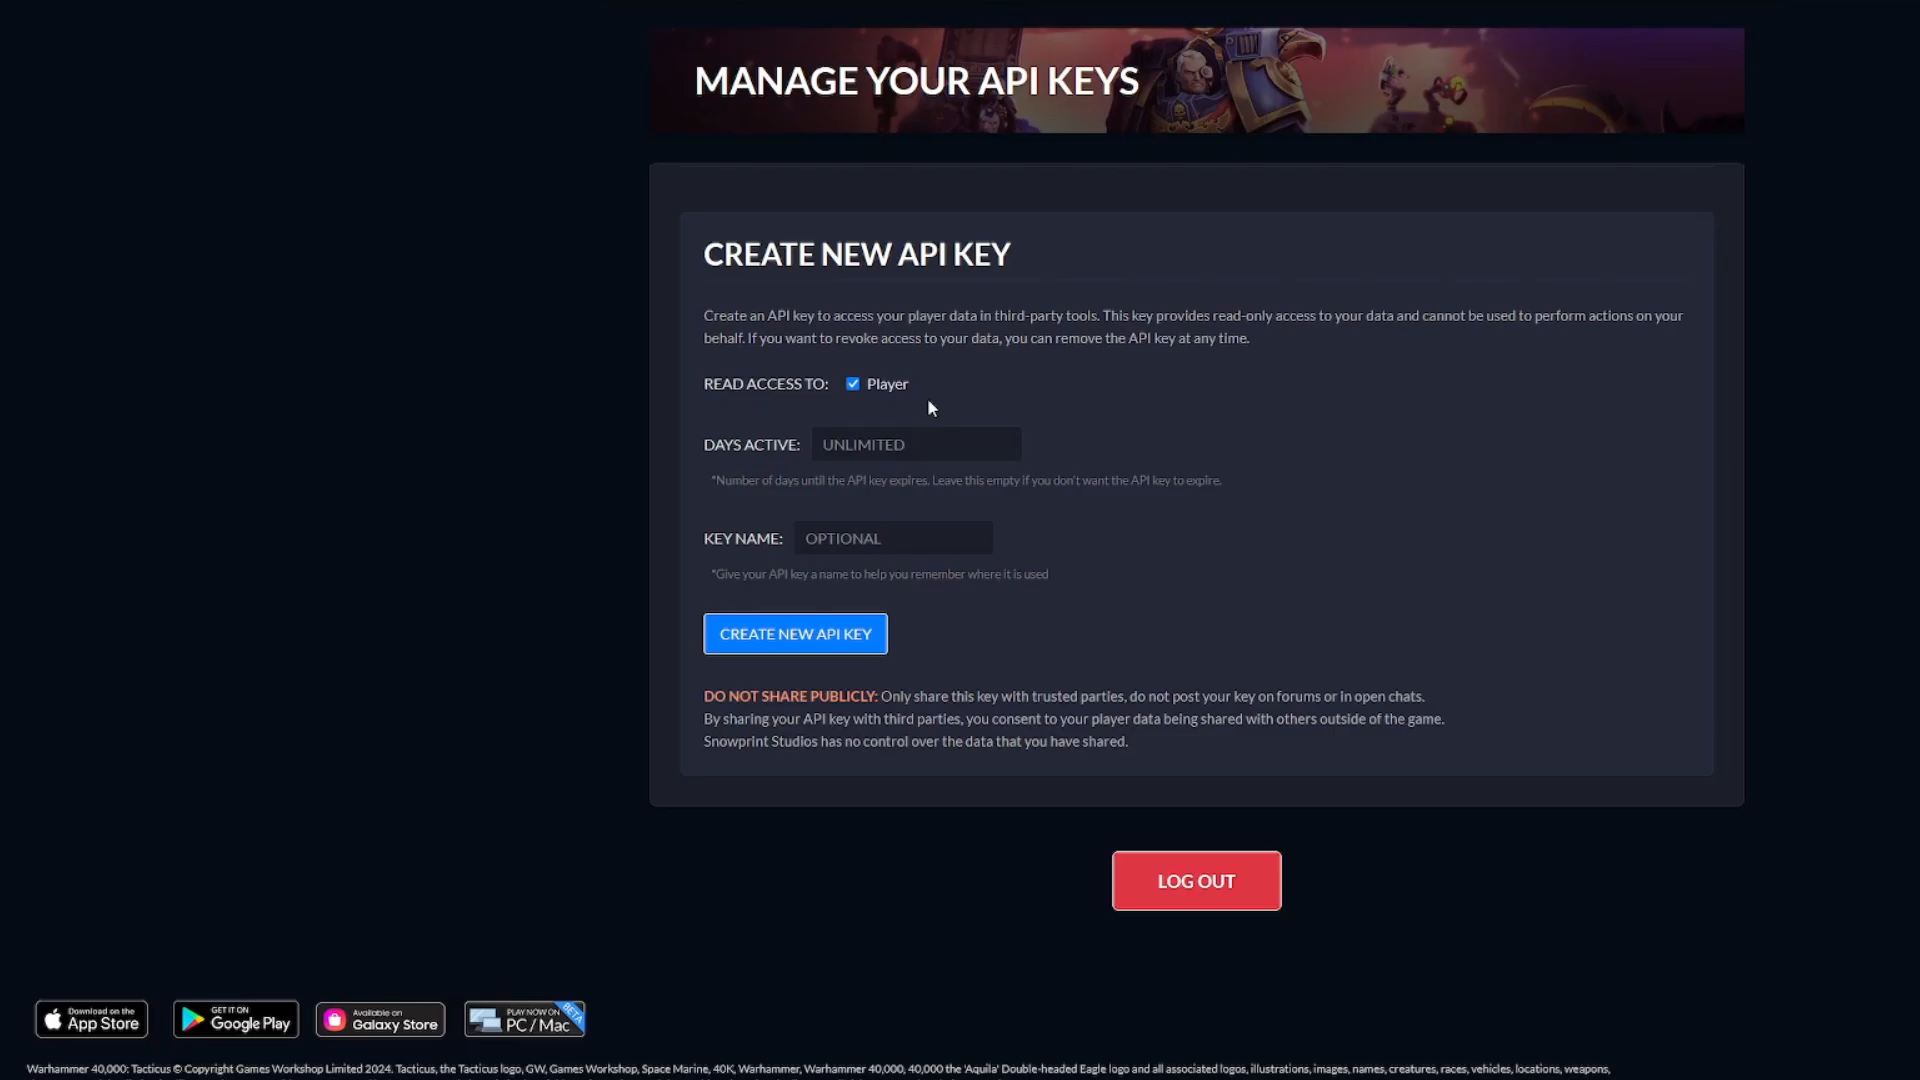 MANAGE YOUR API KEYS
CREATE NEW API KEY
Create an API key to access your player data in third-party tools. This key provides read-only access to your data and cannot be used to perform actions on your
behalf. If you want to revoke access to your data, you can remove the API key at any time.
READ ACCESS TO: Player
DAYS ACTIVE: UNLIMITED
*Number of days until the API key expires. Leave this empty if you don't want the API key to expire.
KEY NAME: OPTIONAL
*Give your API key a name to help you remember where it is used
CREATE NEW API KEY
DO NOT SHARE PUBLICLY: Only share this key with trusted parties, do not post your key on forums or in open chats.
By sharing your API key with third parties, you consent to your player data being shared with others outside of the game.
Snowprint Studios has no control over the data that you have shared.
LOG OUT
Download on the
App Store
GET IT ON
Google Play
Available on
Galaxy Store
PLAY NOW ON
PC / Mac
BETA
Warhammer 40,000: Tacticus © Copyright Games Workshop Limited 2024. Tacticus, the Tacticus logo, GW, Games Workshop, Space Marine, 40K, Warhammer, Warhammer 40,000, 40,000 the 'Aquila' Double-headed Eagle logo and all associated logos, illustrations, images, names, creatures, races, vehicles, locations, weapons,